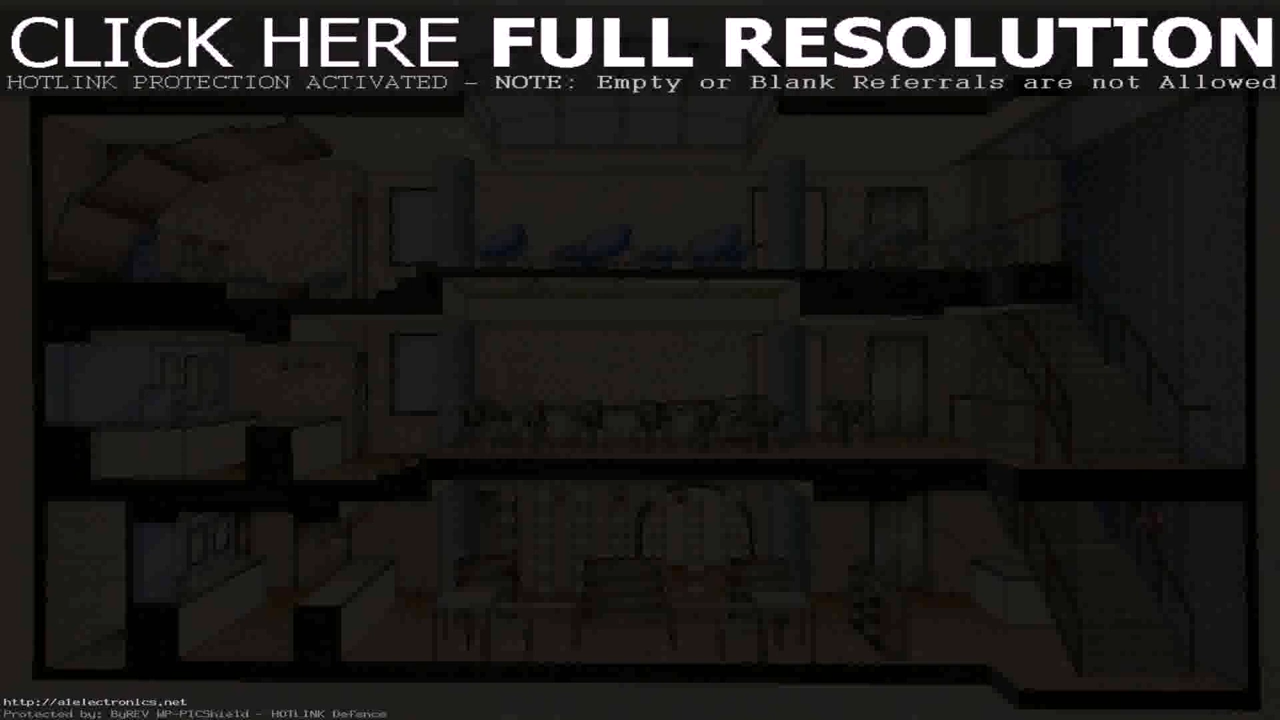 CLICK HERE FULL RESOLUTION
HOTLINK PROTECTION ACTIVATED – NOTE: Empty or Blank Referrals are not Allowed
http://a1electronics.net
Protected by: ByREV WP-PICShield - HOTLINK Defence